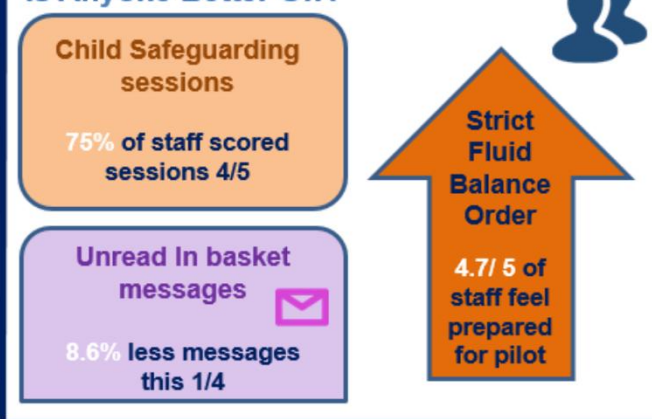 Child Safeguarding
sessions
75% of staff scored
sessions 4/5
Unread In basket
messages
8.6% less messages
this 1/4
Strict
Fluid
Balance
Order
4.7/ 5 of
staff feel
prepared
for pilot